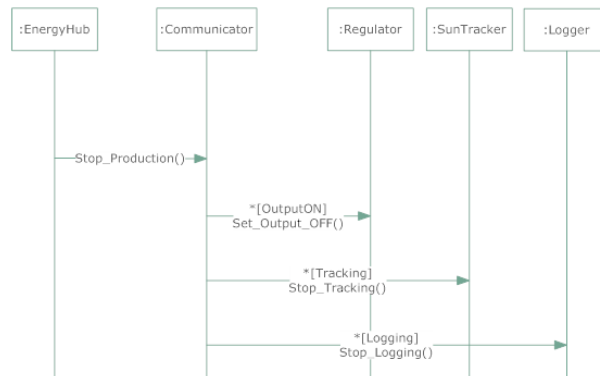 :EnergyHub
:Communicator
:Regulator
:SunTracker
:Logger
Stop_Production()
*[OutputON]
Set_Output_OFF()
*[Tracking]
Stop_Tracking()
*[Logging]
Stop_Logging()